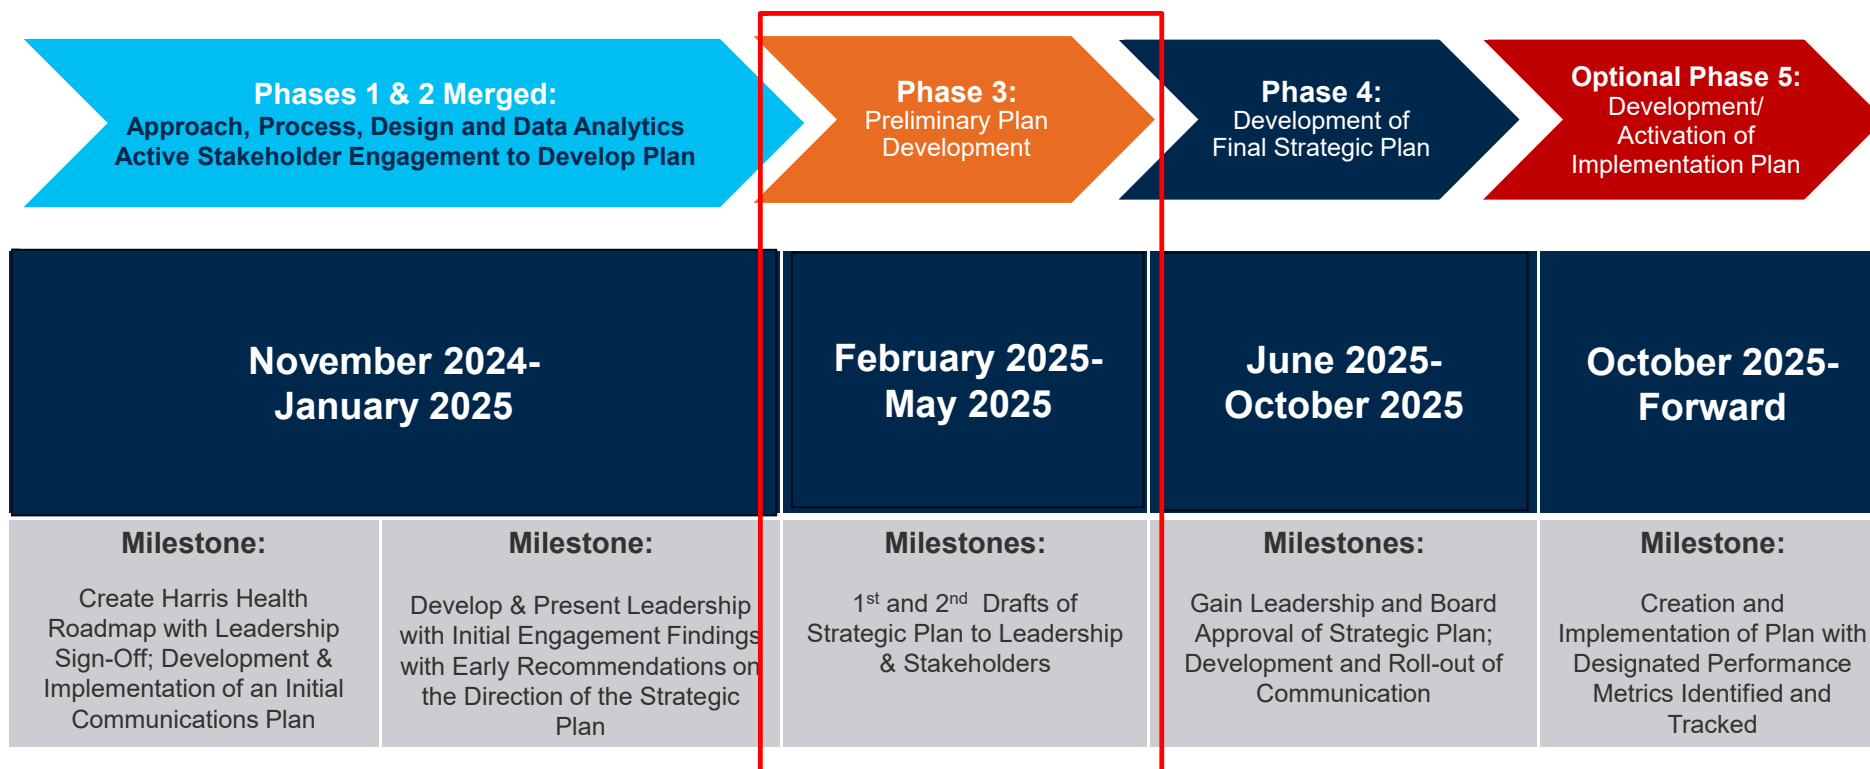 Phases 1 & 2 Merged:
Approach, Process, Design and Data Analytics
Active Stakeholder Engagement to Develop Plan
Phase 3:
Preliminary Plan
Development
Phase 4:
Development of
Final Strategic Plan
Optional Phase 5:
Development/
Activation of
Implementation Plan
November 2024-
January 2025
February 2025-
May 2025
June 2025-
October 2025
October 2025-
Forward
Milestone:
Create Harris Health
Roadmap with Leadership
Sign-Off; Development &
Implementation of an Initial
Communications Plan
Milestone:
Develop & Present Leadership
with Initial Engagement Findings
with Early Recommendations on
the Direction of the Strategic
Plan
Milestones:
1st and 2nd Drafts of
Strategic Plan to Leadership
& Stakeholders
Milestones:
Gain Leadership and Board
Approval of Strategic Plan;
Development and Roll-out of
Communication
Milestone:
Creation and
Implementation of Plan with
Designated Performance
Metrics Identified and
Tracked